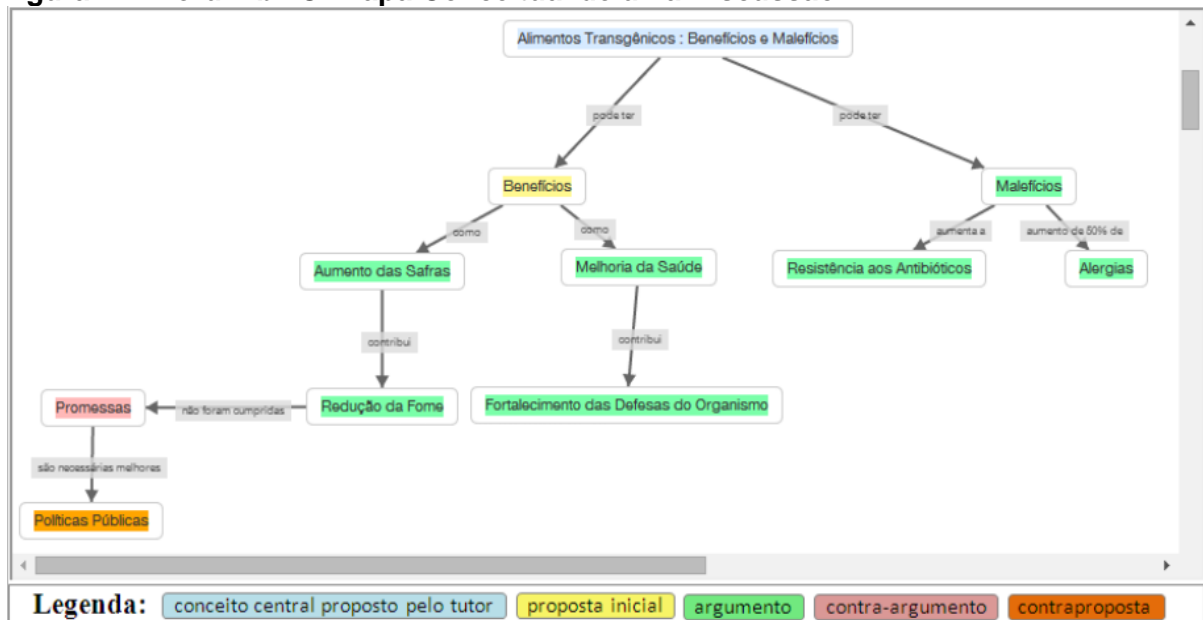 Alimentos Transgênicos : Benefícios e Malefícios
pode ter
pode ter
Benefícios
Malefícios
como
como
aumenta a
aumento de 50% de
Aumento das Safras
Melhoria da Saúde
Resistência aos Antibióticos
Alergias
contribui
contribui
Promessas
não foram cumpridas
Redução da Fome
Fortalecimento das Defesas do Organismo
são necessárias melhores
Políticas Públicas
Legenda: conceito central proposto pelo tutor proposta inicial argumento contra-argumento contraproposta